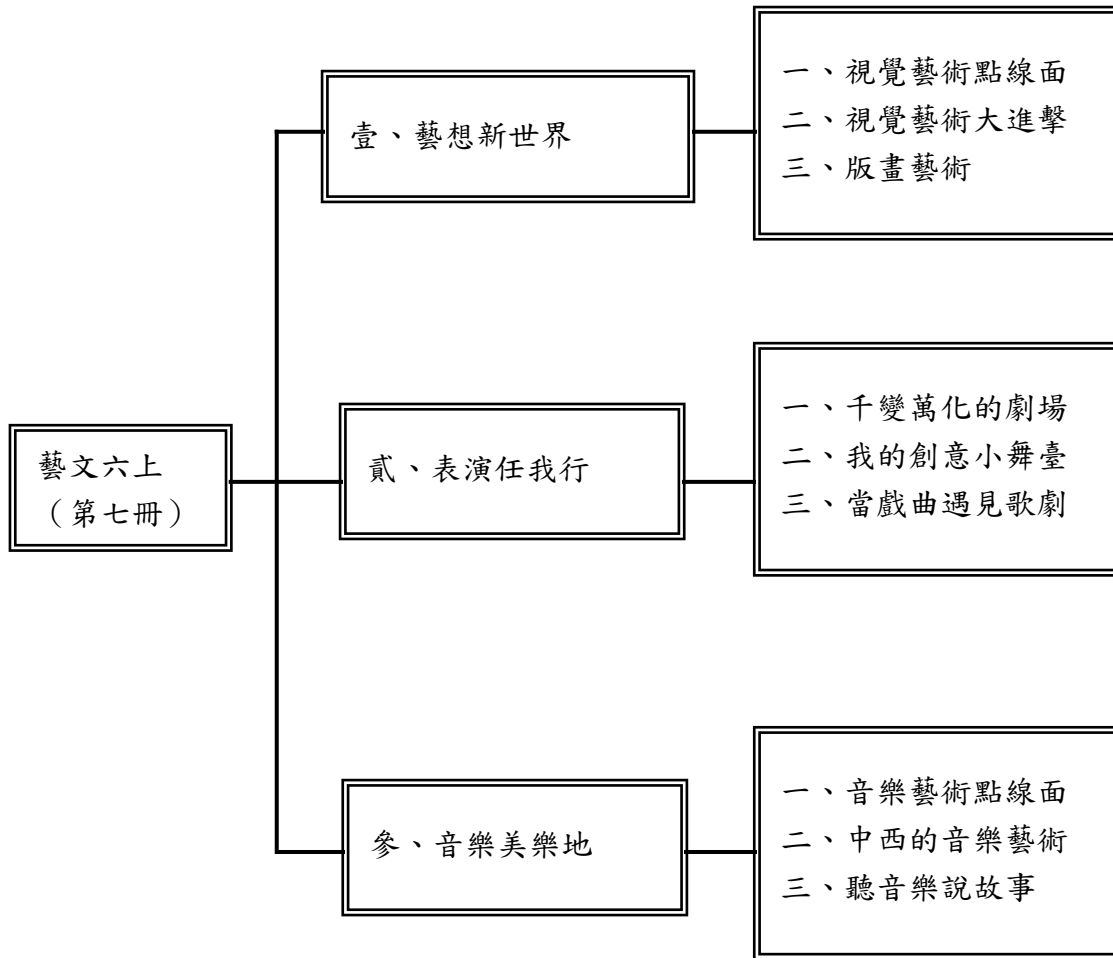 藝文六上
（第七冊）
壹、藝想新世界
一、視覺藝術點線面
二、視覺藝術大進擊
三、版畫藝術
貳、表演任我行
一、千變萬化的劇場
二、我的創意小舞臺
三、當戲曲遇見歌劇
參、音樂美樂地
一、音樂藝術點線面
二、中西的音樂藝術
三、聽音樂說故事